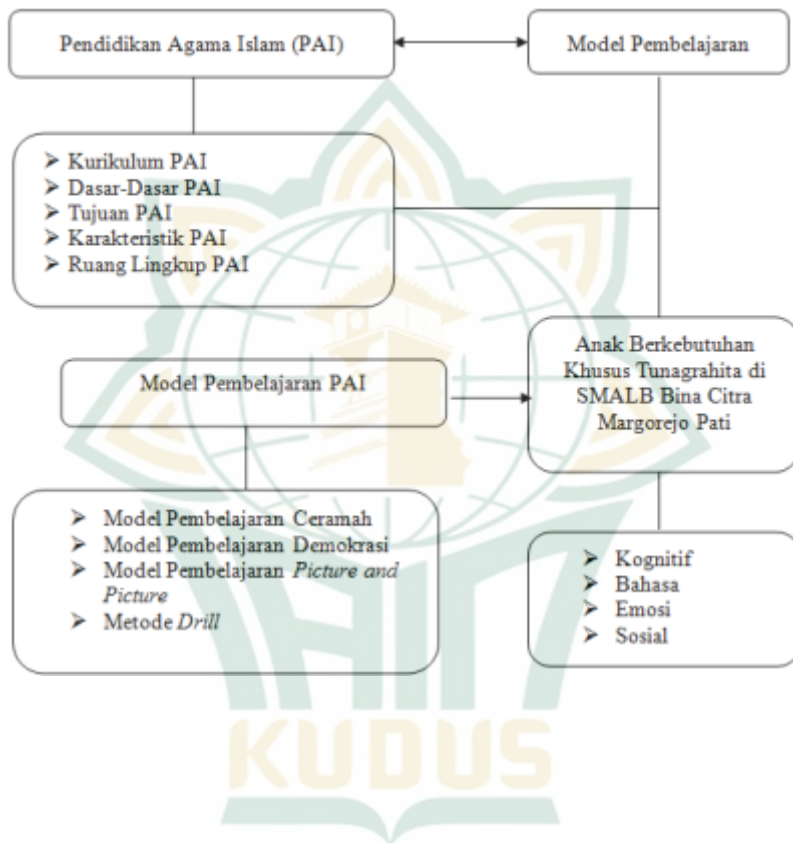 Pendidikan Agama Islam (PAI)
Model Pembelajaran
➤ Kurikulum PAI
➤ Dasar-Dasar PAI
➤ Tujuan PAI
➤ Karakteristik PAI
➤ Ruang Lingkup PAI
Anak Berkebutuhan
Khusus Tunagrahita di
SMALB Bina Citra
Margorejo Pati
Model Pembelajaran PAI
➤ Model Pembelajaran Ceramah
➤ Model Pembelajaran Demokrasi
➤ Model Pembelajaran Picture and
Picture
➤ Metode Drill
➤ Kognitif
➤ Bahasa
➤ Emosi
➤ Sosial
IAIN
KUDUS